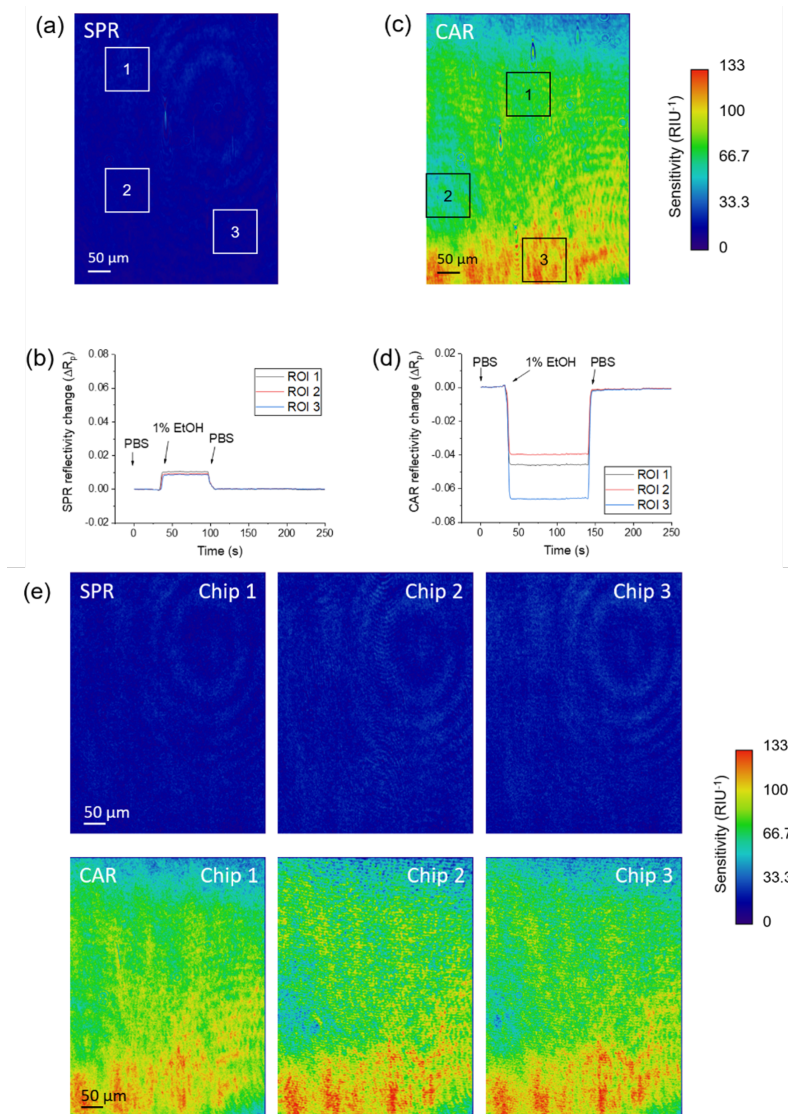 (a)
SPR
1
2
3
50 µm
(c)
CAR
1
2
3
50 µm
Sensitivity (RIU-1)
133
100
66.7
33.3
0
(b)
SPR reflectivity change (ΔRp)
0.08
0.06
0.04
0.02
0.00
-0.02
ROI 1
ROI 2
ROI 3
PBS
1% EtOH
PBS
0
50
100
150
200
250
Time (s)
(d)
CAR reflectivity change (ΔRp)
0.02
0.00
-0.02
-0.04
-0.06
-0.08
PBS
1% EtOH
PBS
ROI 1
ROI 2
ROI 3
0
50
100
150
200
250
Time (s)
(e)
SPR
Chip 1
Chip 2
Chip 3
50 µm
CAR
Chip 1
Chip 2
Chip 3
50 µm
Sensitivity (RIU-1)
133
100
66.7
33.3
0